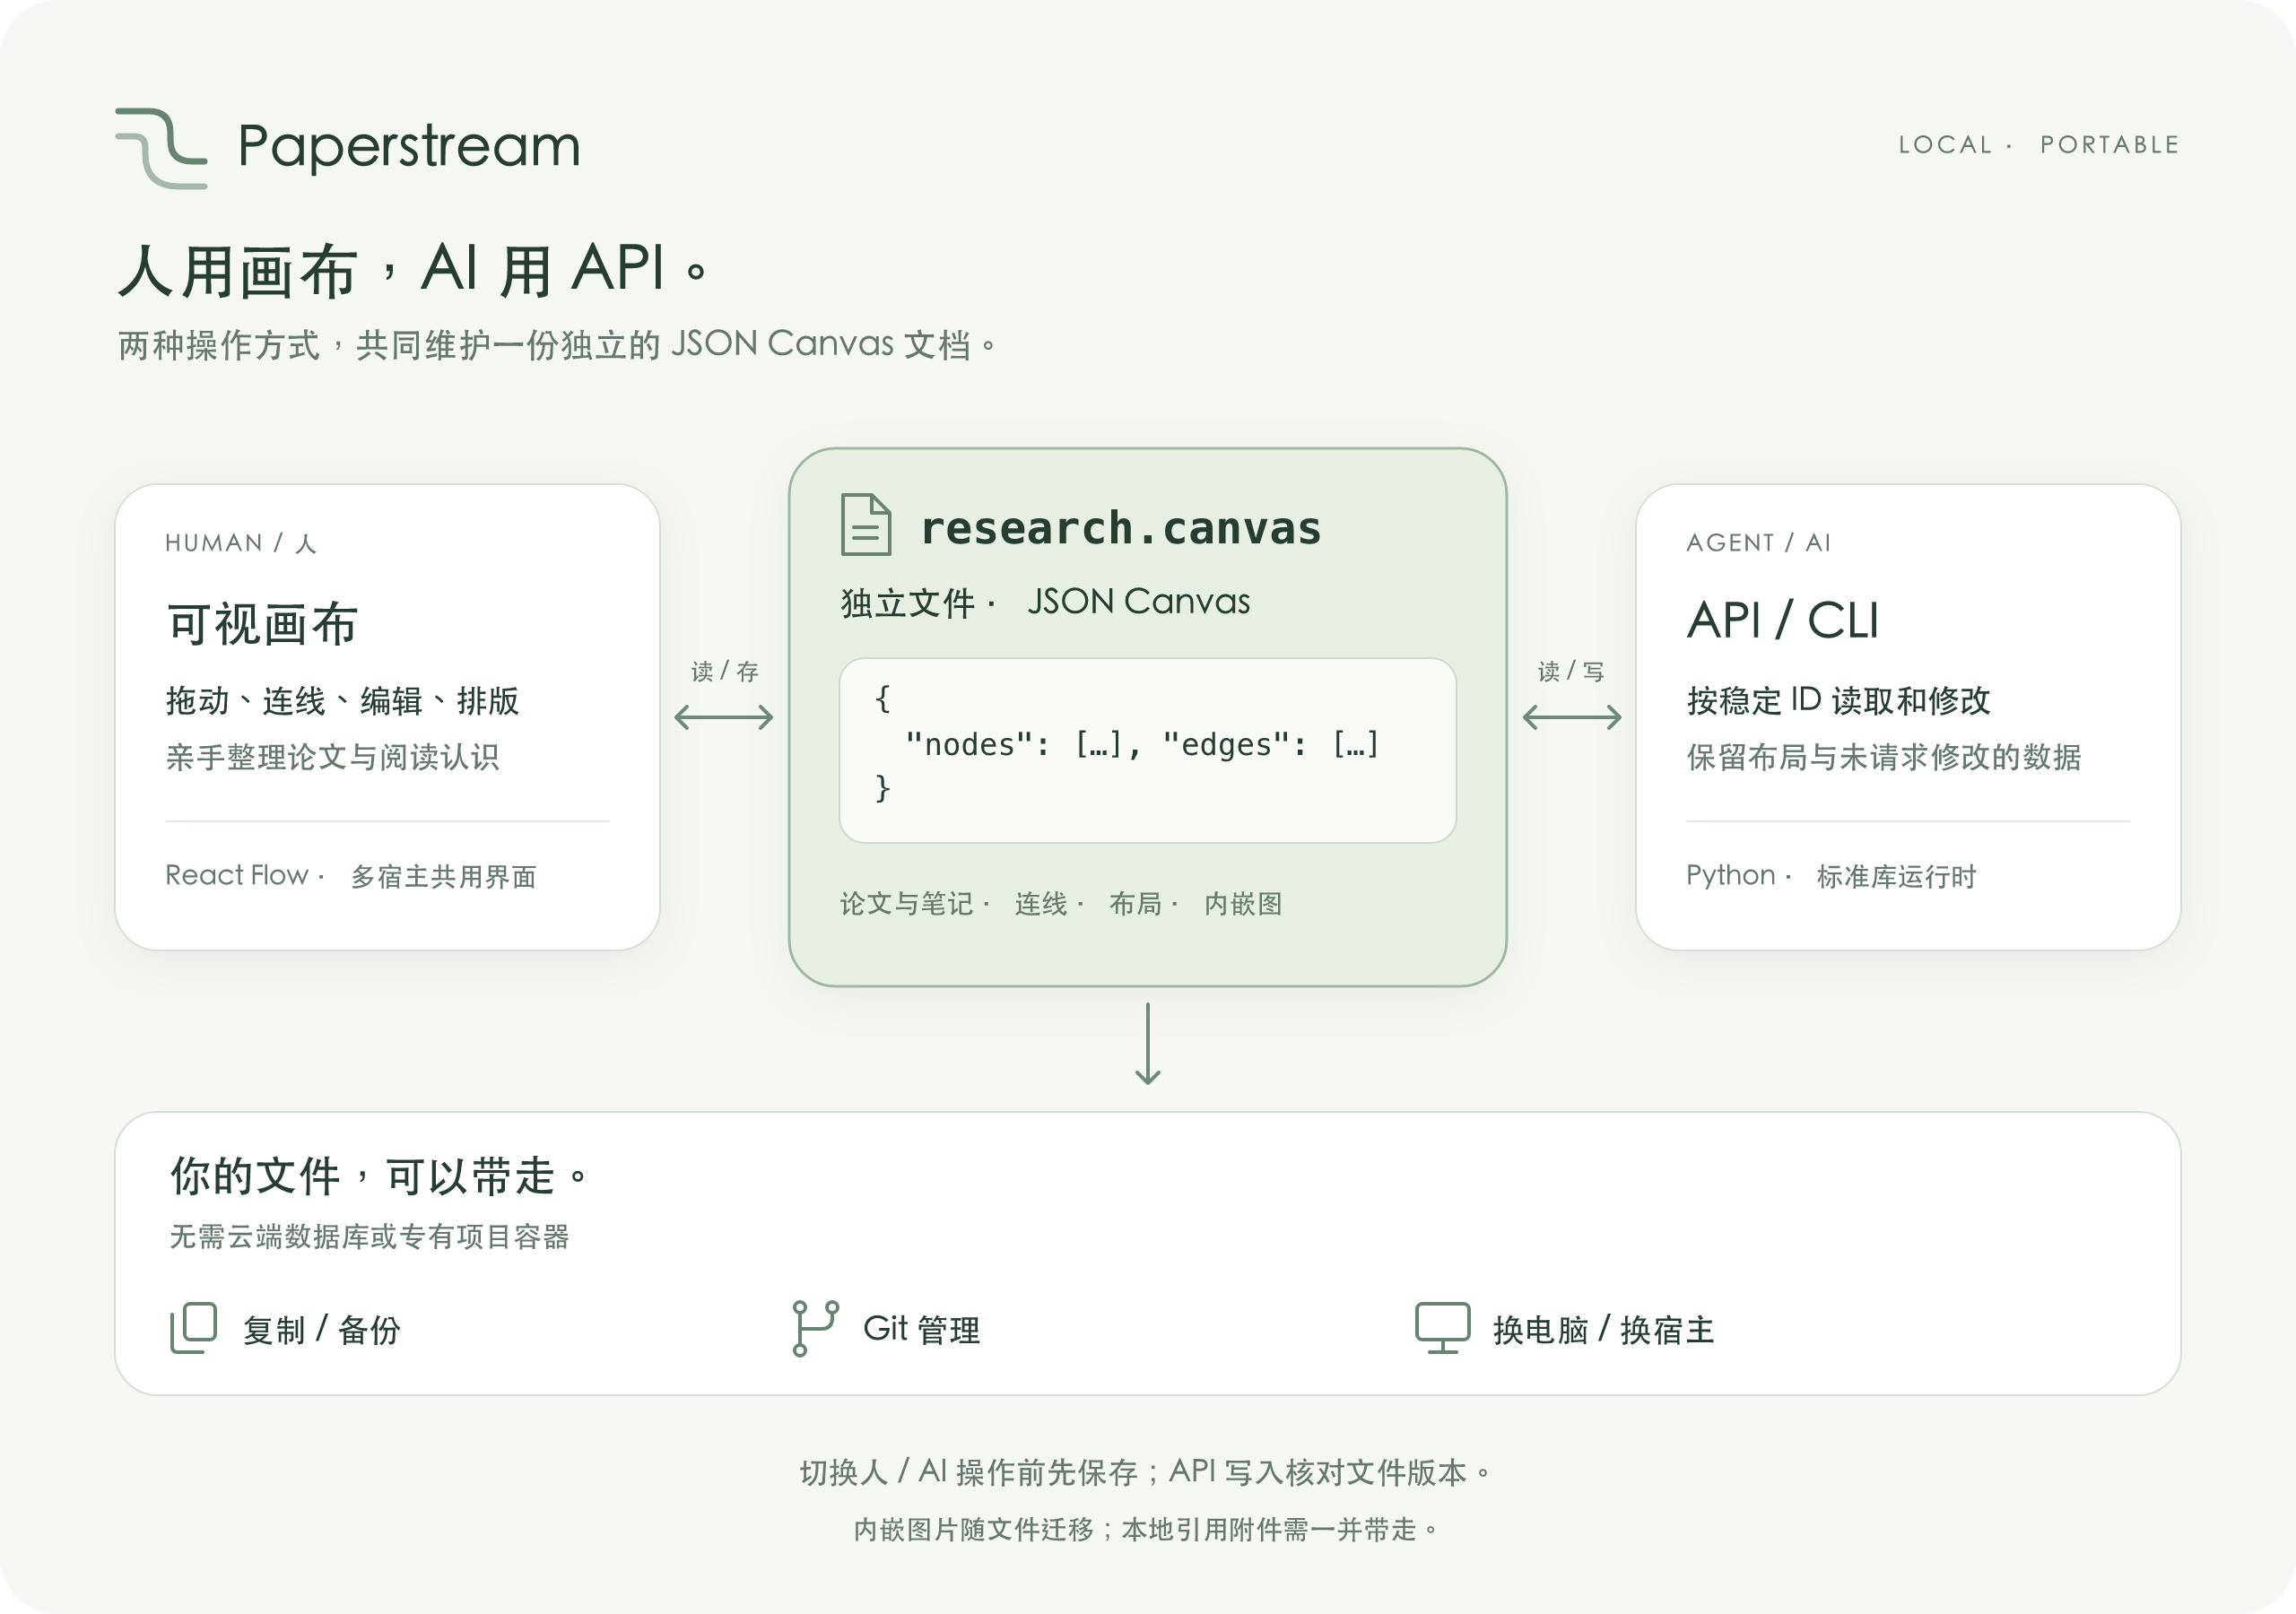 Paperstream
LOCAL · PORTABLE
人用画布，AI 用 API。
两种操作方式，共同维护一份独立的 JSON Canvas 文档。
HUMAN / 人
可视画布
拖动、连线、编辑、排版
亲手整理论文与阅读认识
React Flow · 多宿主共用界面
读 / 存
research.canvas
独立文件 · JSON Canvas
{
"nodes": […], "edges": […]
}
论文与笔记 · 连线 · 布局 · 内嵌图
读 / 写
AGENT / AI
API / CLI
按稳定 ID 读取和修改
保留布局与未请求修改的数据
Python · 标准库运行时
你的文件，可以带走。
无需云端数据库或专有项目容器
复制 / 备份
Git 管理
换电脑 / 换宿主
切换人 / AI 操作前先保存；API 写入核对文件版本。
内嵌图片随文件迁移；本地引用附件需一并带走。